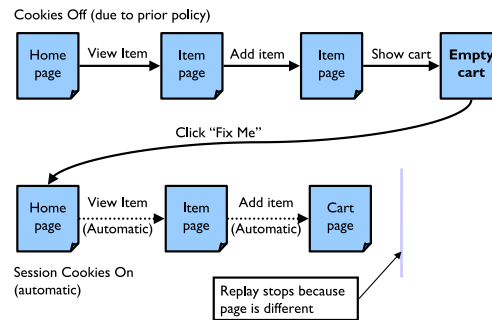 Cookies Off (due to prior policy)
Home
page
View Item
Item
page
Add item
Item
page
Show cart
Empty
cart
Click “Fix Me”
Home
page
View Item
(Automatic)
Item
page
Add item
(Automatic)
Cart
page
Session Cookies On
(automatic)
Replay stops because
page is different